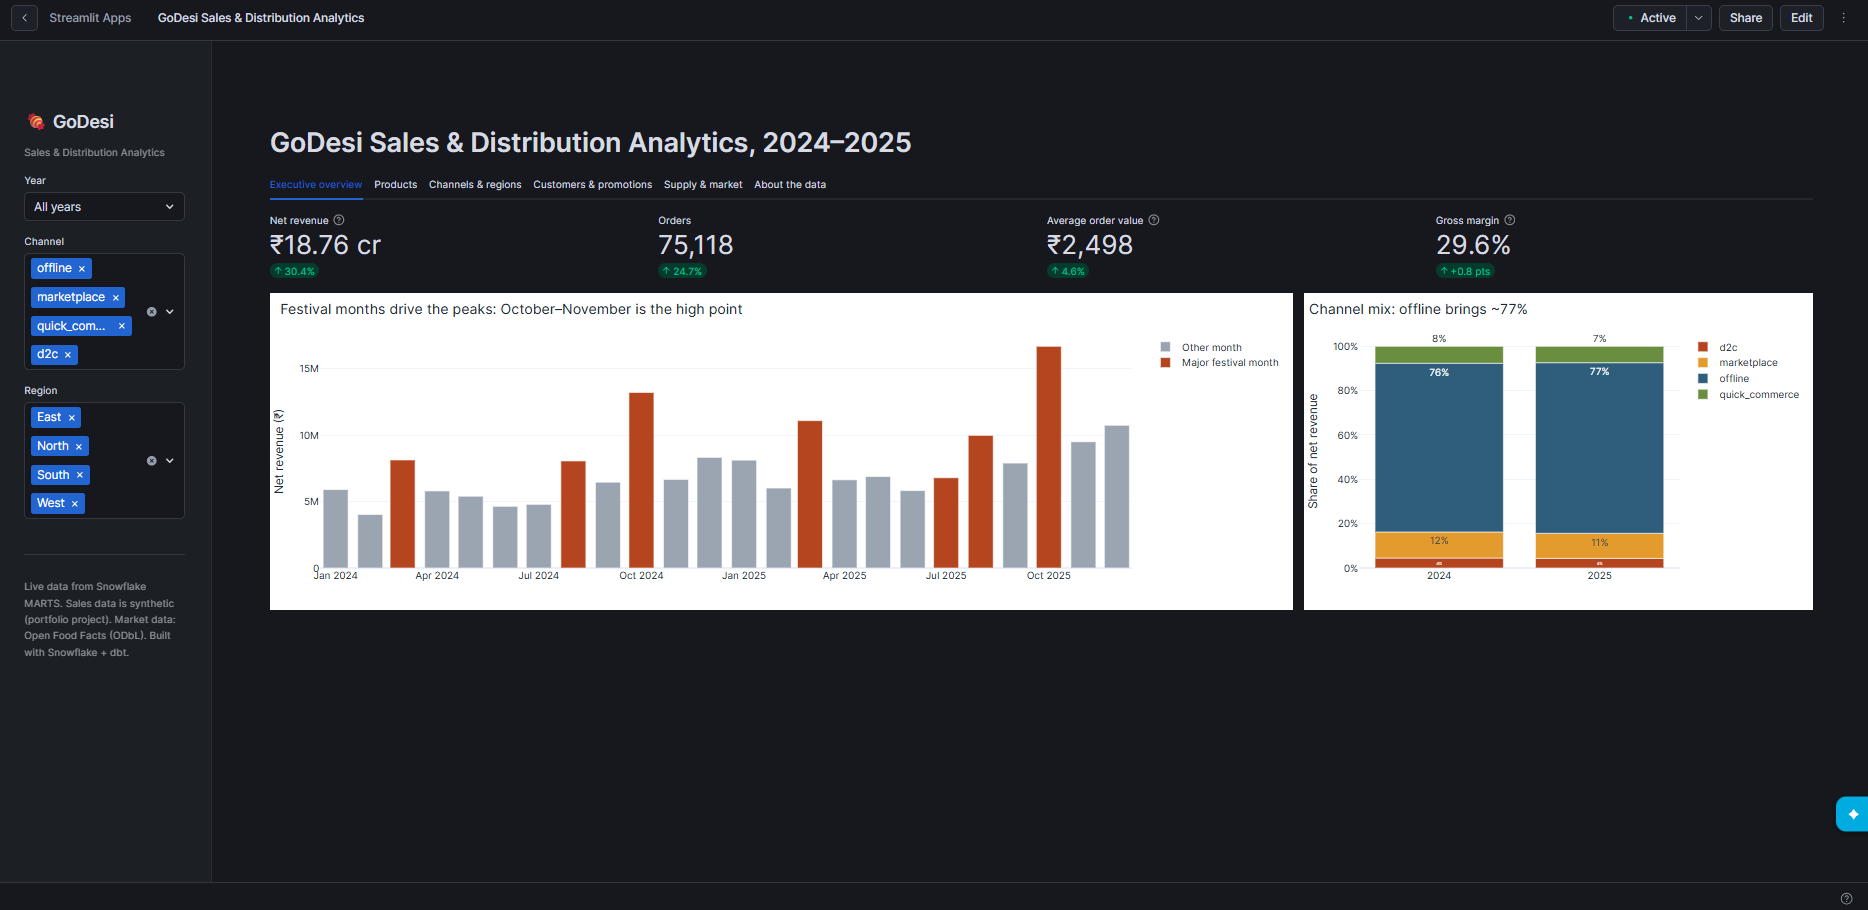 Streamlit Apps
GoDesi Sales & Distribution Analytics
Active
Share
Edit
GoDesi
Sales & Distribution Analytics
Year
All years
Channel
offline ×
marketplace ×
quick_com... ×
d2c ×
Region
East ×
North ×
South ×
West ×
Live data from Snowflake
MARTS. Sales data is synthetic
(portfolio project). Market data:
Open Food Facts (ODbL). Built
with Snowflake + dbt.
GoDesi Sales & Distribution Analytics, 2024–2025
Executive overview
Products
Channels & regions
Customers & promotions
Supply & market
About the data
Net revenue
₹18.76 cr
↑ 30.4%
Orders
75,118
↑ 24.7%
Average order value
₹2,498
↑ 4.6%
Gross margin
29.6%
↑ +0.8 pts
Festival months drive the peaks: October–November is the high point
Net revenue (₹)
15M
10M
5M
0
Jan 2024
Apr 2024
Jul 2024
Oct 2024
Jan 2025
Apr 2025
Jul 2025
Oct 2025
Other month
Major festival month
Channel mix: offline brings ~77%
Share of net revenue
100%
80%
60%
40%
20%
0%
8%
76%
12%
2024
7%
77%
11%
2025
d2c
marketplace
offline
quick_commerce